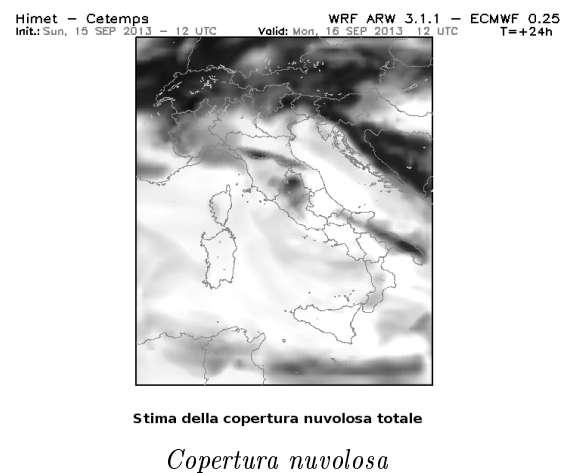 Himet – Cetemps WRF ARW 3.1.1 – ECMWF 0.25
Init.: Sun, 15 SEP 2013 – 12 UTC Valid: Mon, 16 SEP 2013 12 UTC T=+24h
Stima della copertura nuvolosa totale
Copertura nuvolosa